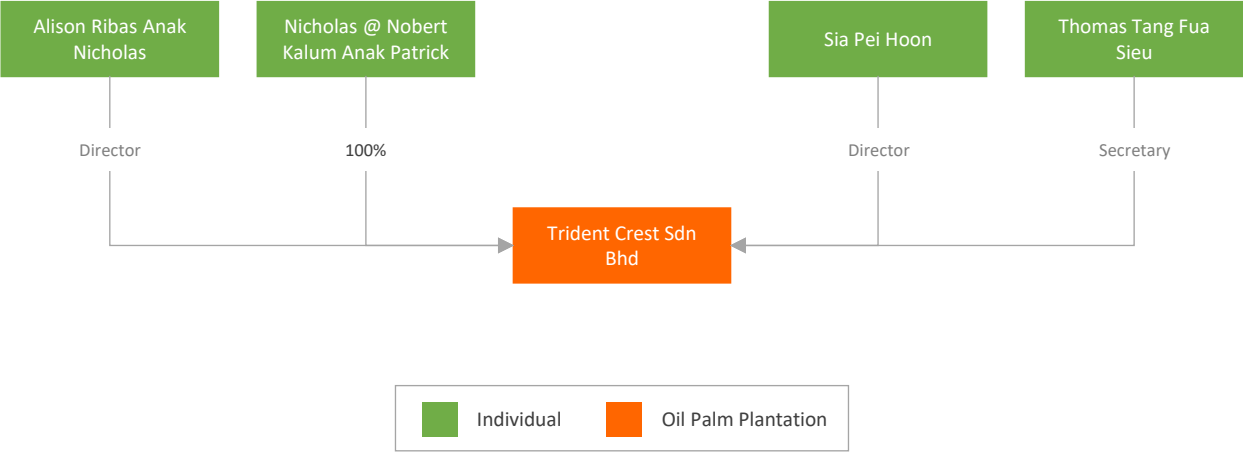 Alison Ribas Anak
Nicholas
Nicholas @ Nobert
Kalum Anak Patrick
Sia Pei Hoon
Thomas Tang Fua
Sieu
Director
100%
Director
Secretary
Trident Crest Sdn
Bhd
Individual
Oil Palm Plantation